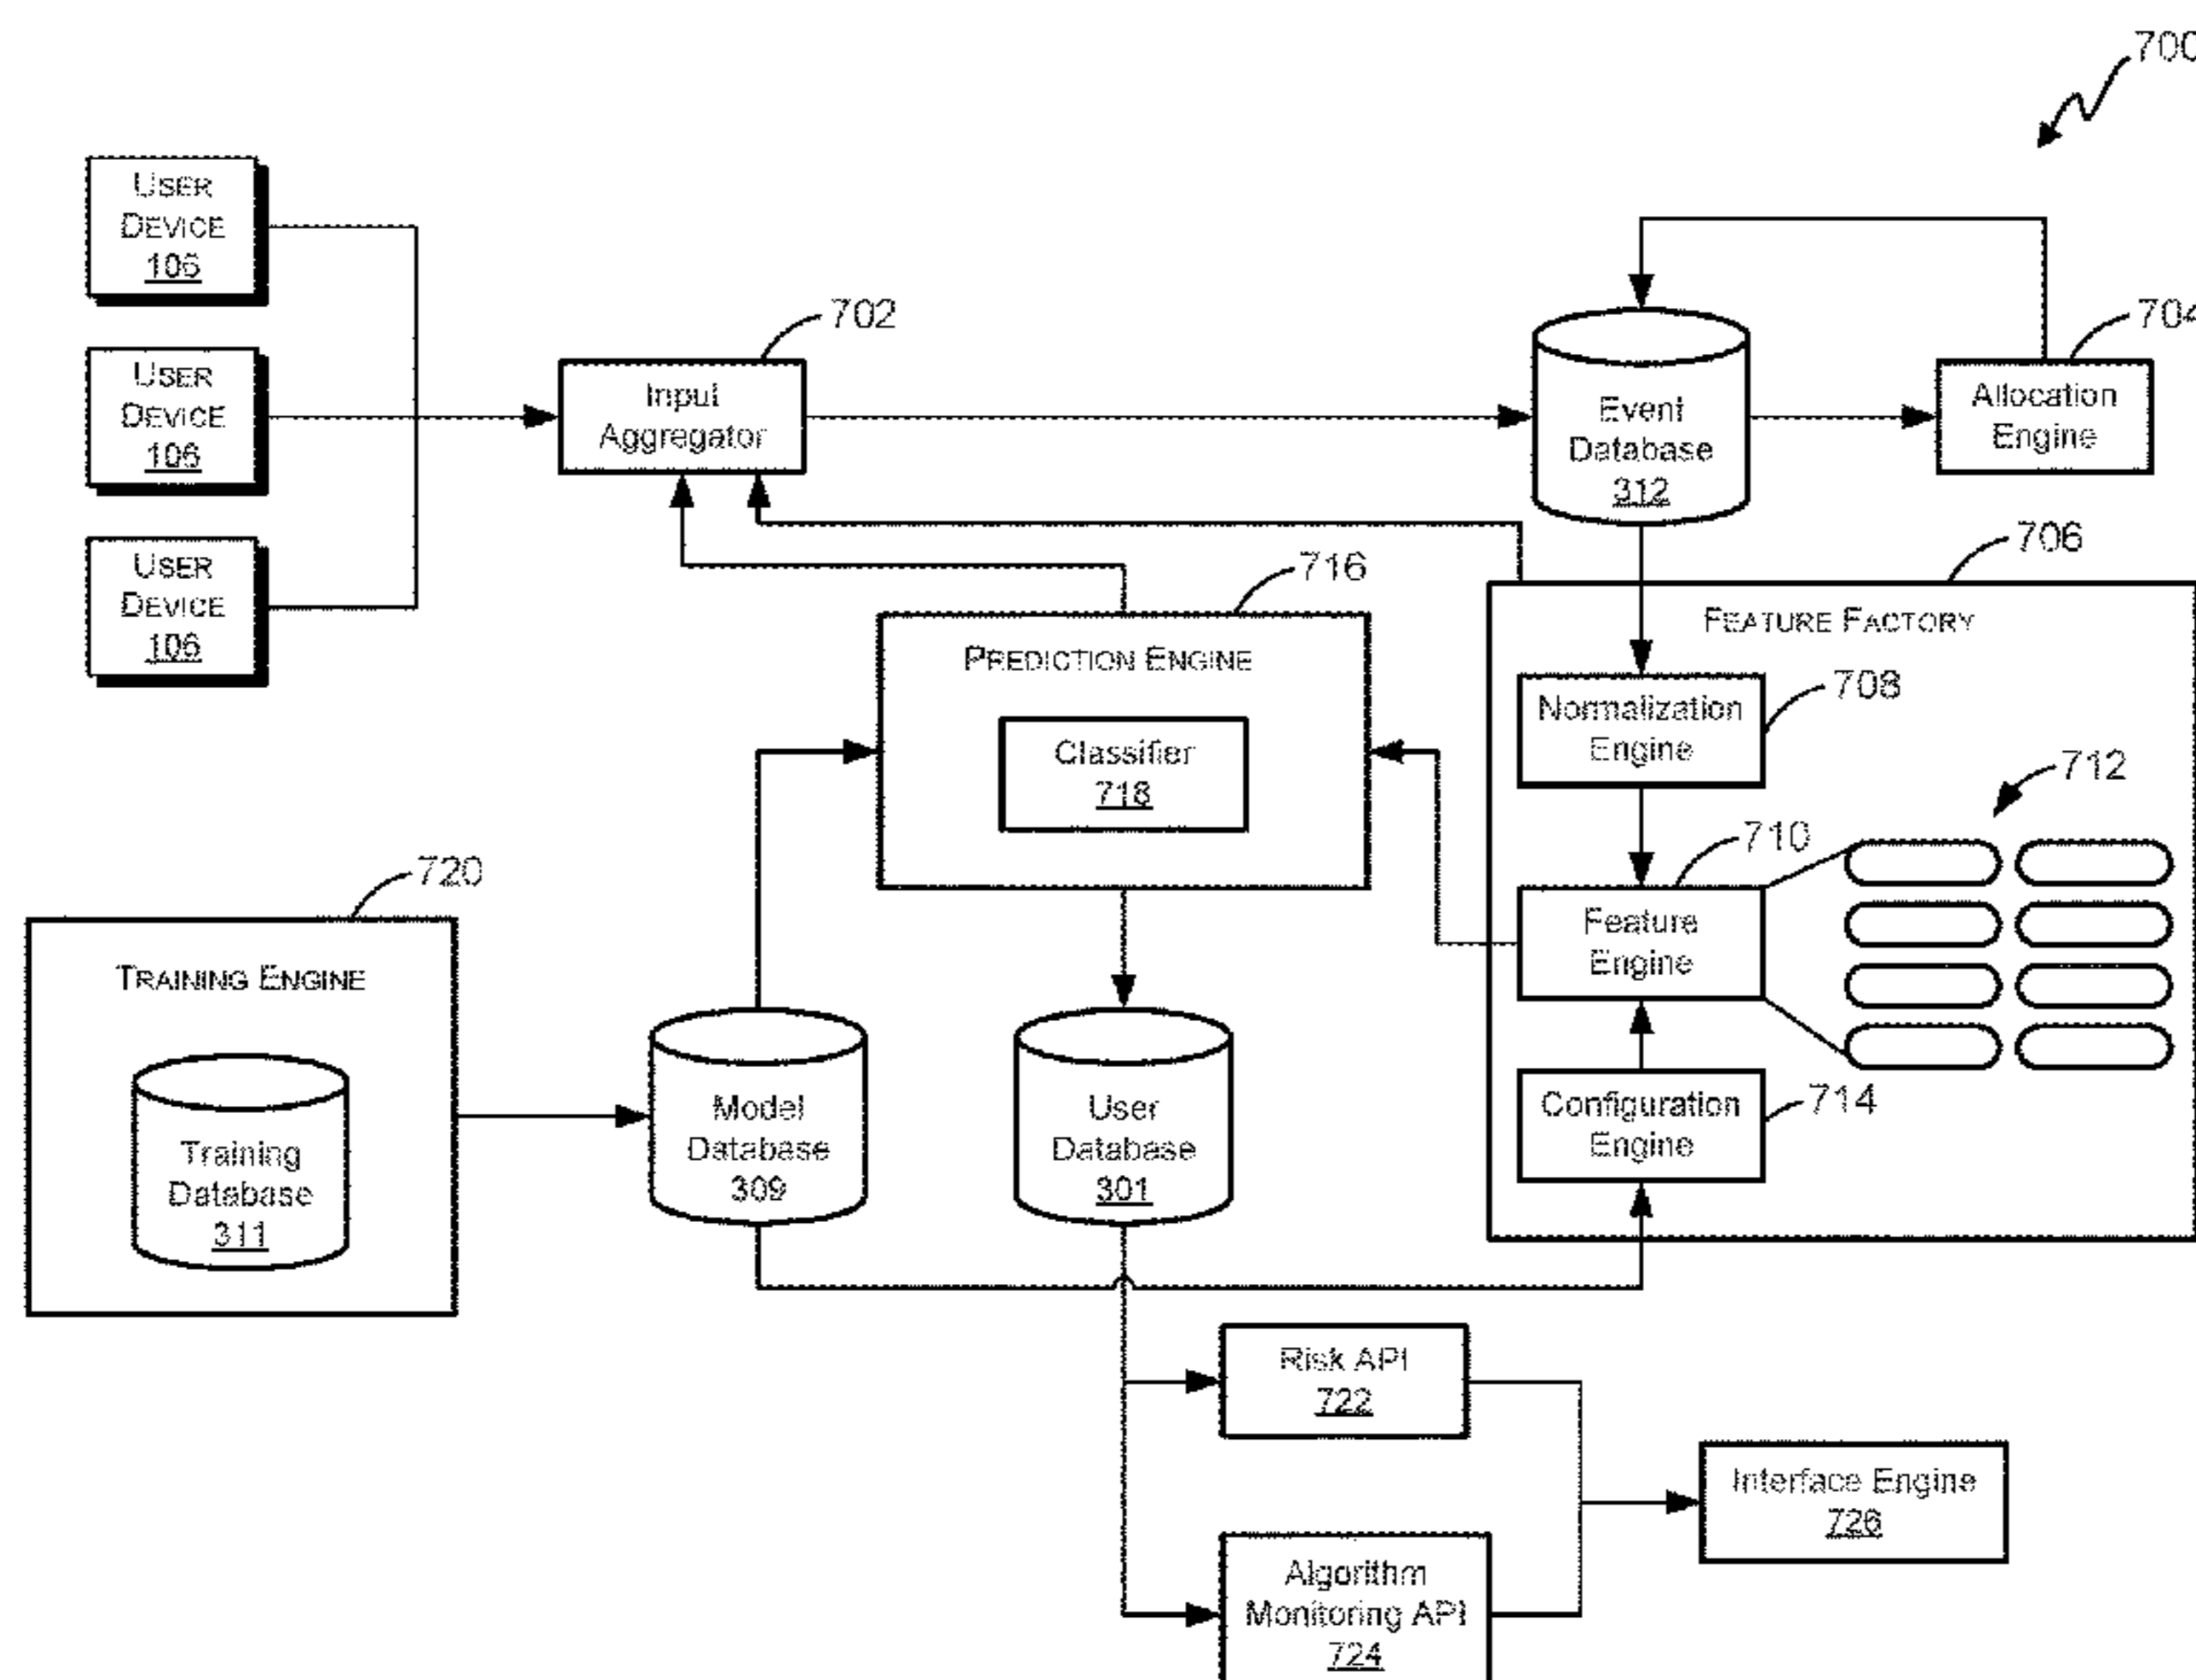 700
USER
DEVICE
106
702
704
Input
Aggregator
Event
Database
312
Allocation
Engine
USER
DEVICE
106
USER
DEVICE
106
716
706
PREDICTION ENGINE
FEATURE FACTORY
Classifier
718
Normalization
Engine
708
712
710
Feature
Engine
720
TRAINING ENGINE
Training
Database
311
Model
Database
309
User
Database
301
Configuration
Engine
714
Risk API
722
Interface Engine
726
Algorithm
Monitoring API
724